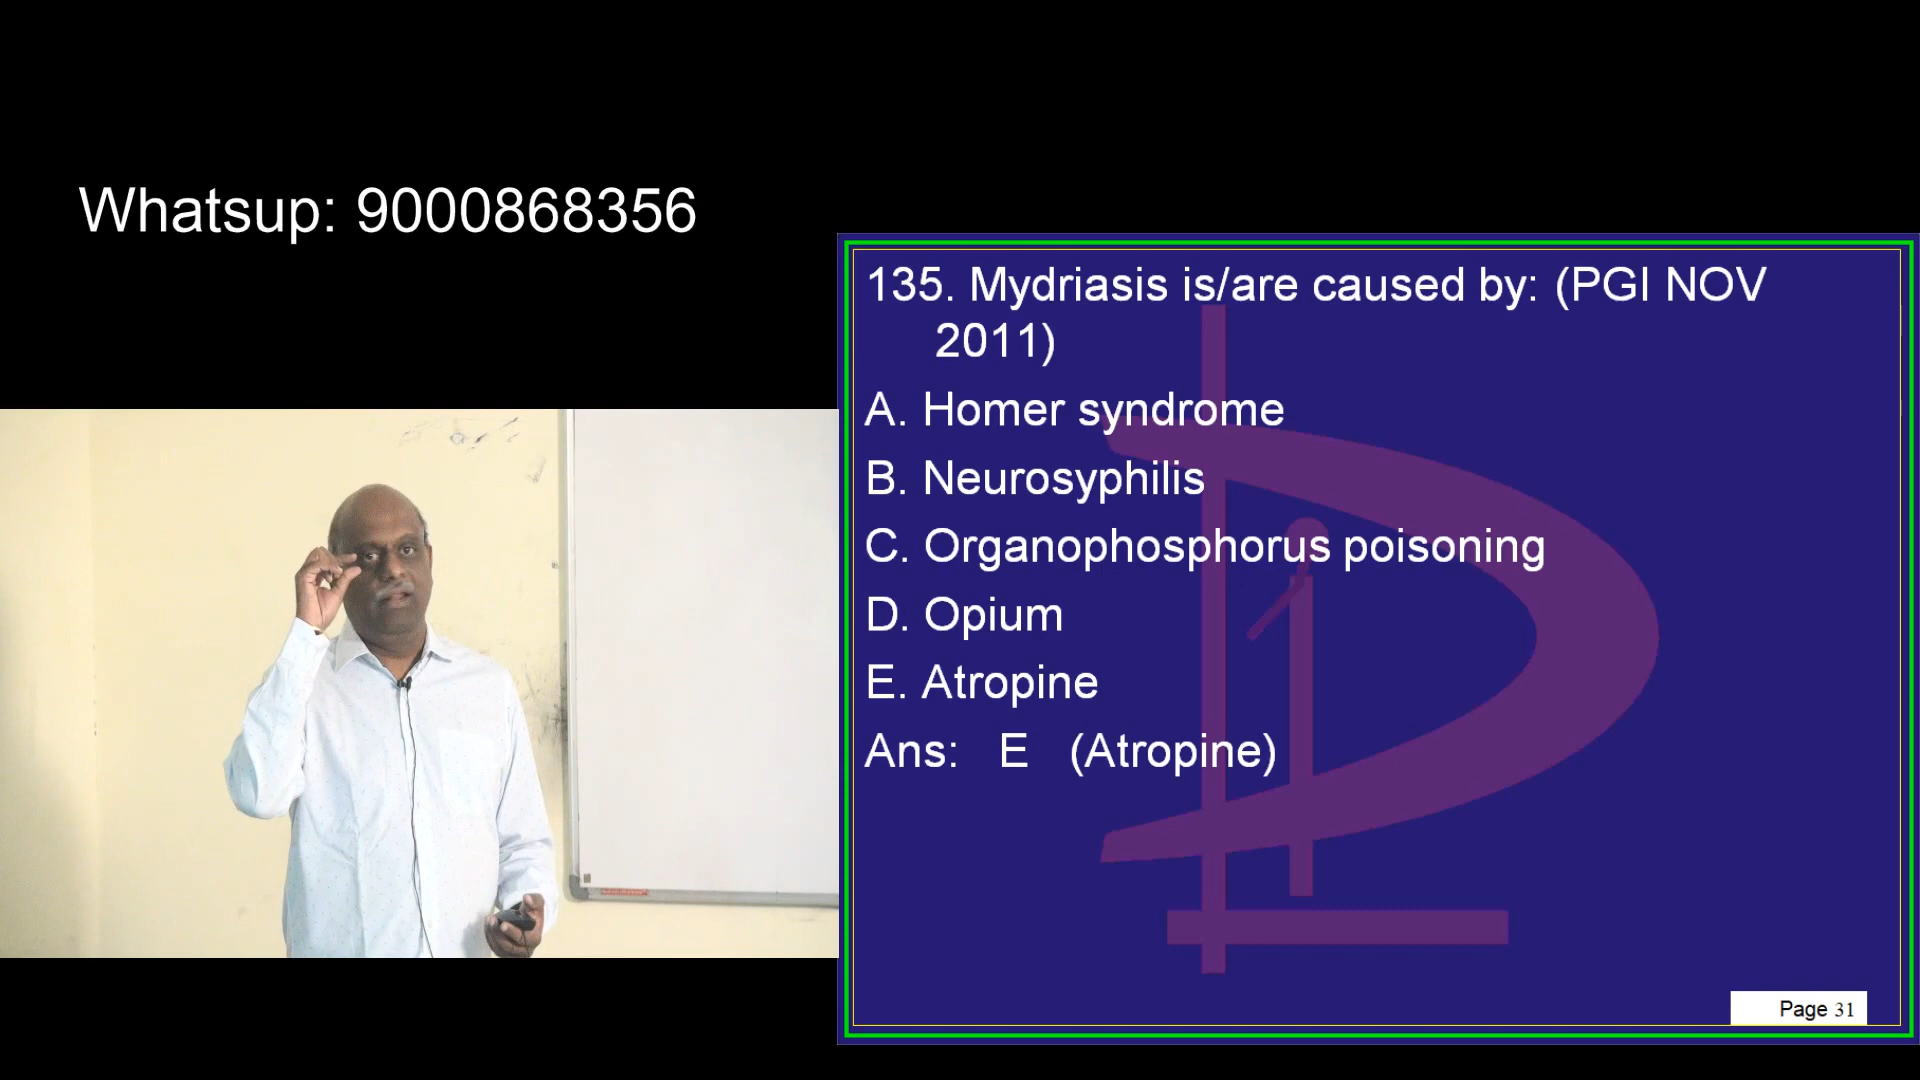 Whatsup: 9000868356
135. Mydriasis is/are caused by: (PGI NOV
2011)
A. Homer syndrome
B. Neurosyphilis
C. Organophosphorus poisoning
D. Opium
E. Atropine
Ans: E (Atropine)
Page 31